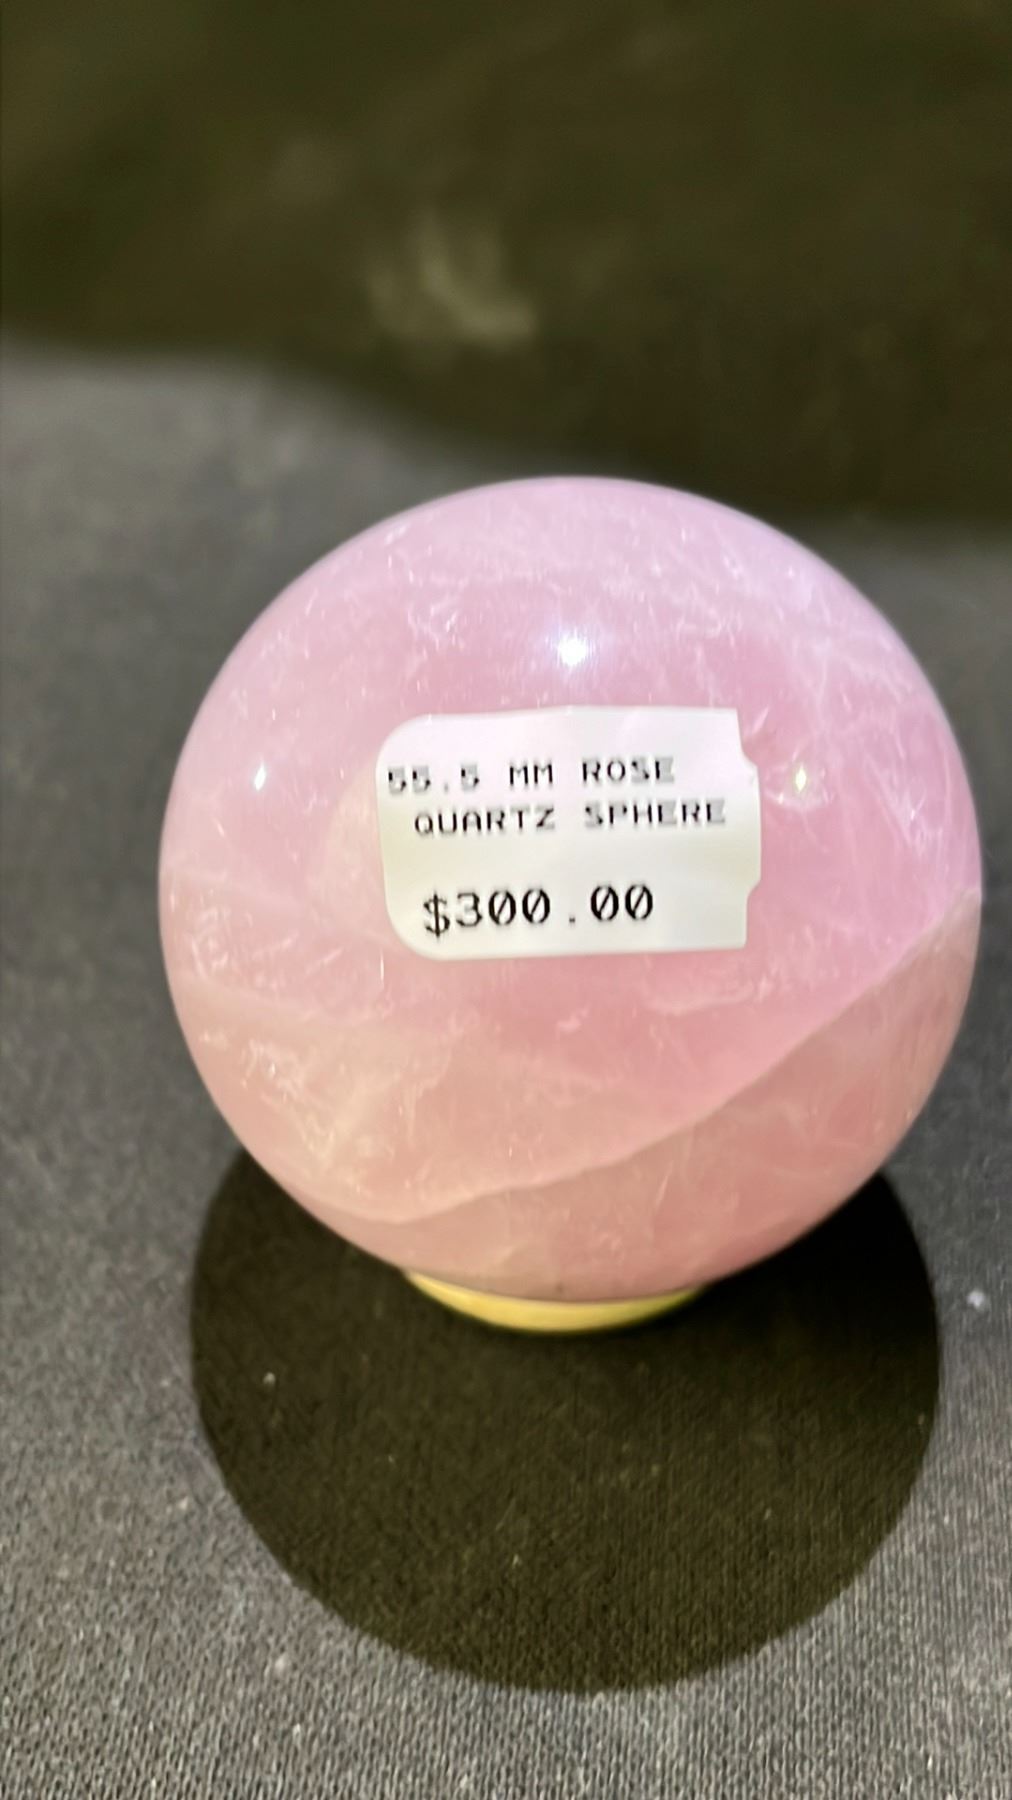 55.5 MM ROSE
QUARTZ SPHERE
$300.00